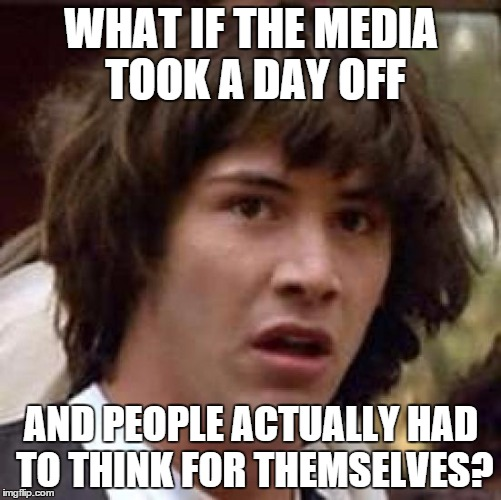 WHAT IF THE MEDIA
TOOK A DAY OFF
AND PEOPLE ACTUALLY HAD
TO THINK FOR THEMSELVES?
imgflip.com